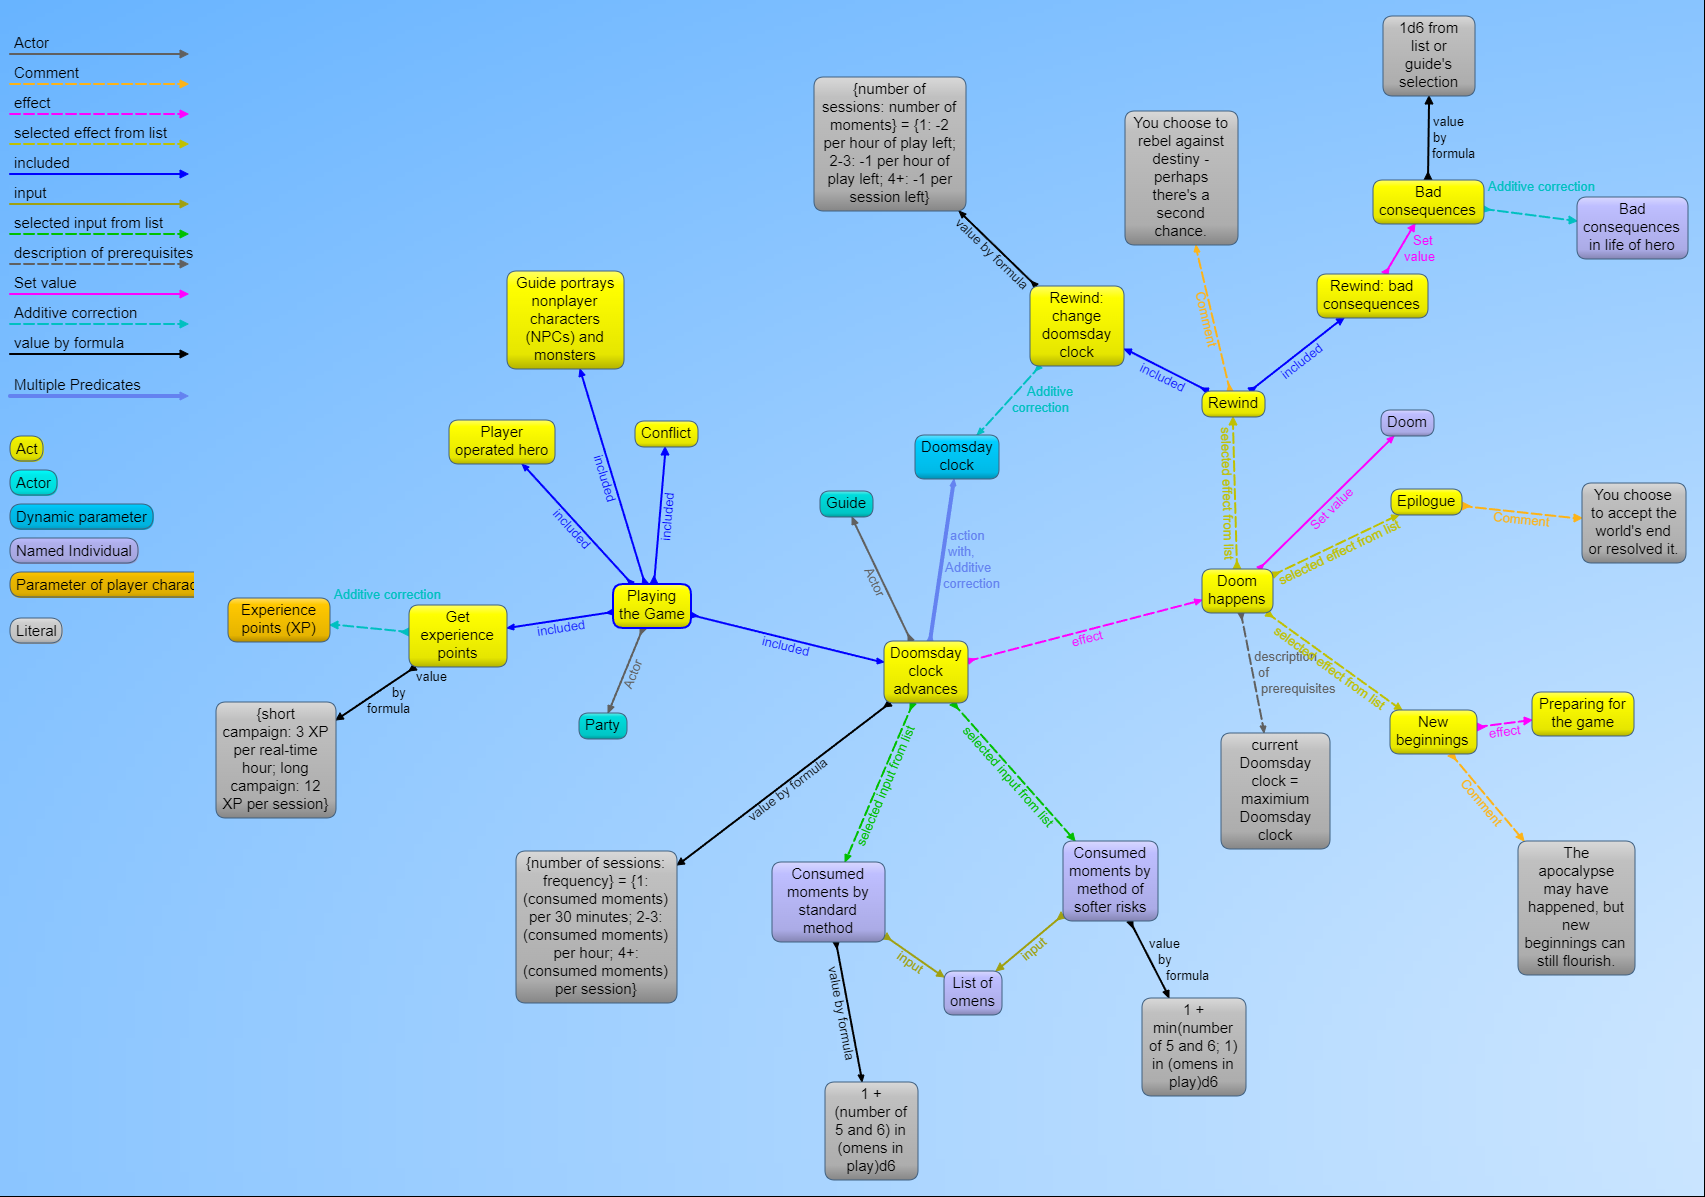 Actor
Comment
effect
selected effect from list
included
input
selected input from list
description of prerequisites
Set value
Additive correction
value by formula
Multiple Predicates
Act
Actor
Dynamic parameter
Named Individual
Parameter of player charac
Literal
1d6 from
list or
guide's
selection
value
by
formula
Bad
consequences
Additive correction
Bad
consequences
in life of hero
Set
value
Rewind: bad
consequences
included
{number of
sessions: number of
moments} = {1: -2
per hour of play left;
2-3: -1 per hour of
play left; 4+: -1 per
session left}
value by formula
You choose to
rebel against
destiny -
perhaps
there's a
second
chance.
Comment
Rewind:
change
doomsday
clock
included
Rewind
Additive
correction
Doomsday
clock
selected effect from list
Doom
Set value
Epilogue
Comment
You choose
to accept the
world's end
or resolved it.
selected effect from list
Doom
happens
description
of
prerequisites
current
Doomsday
clock =
maximium
Doomsday
clock
selected effect from list
New
beginnings
effect
Preparing for
the game
Comment
The
apocalypse
may have
happened, but
new
beginnings can
still flourish.
Guide portrays
nonplayer
characters
(NPCs) and
monsters
included
Player
operated hero
included
Conflict
included
Guide
Actor
action
with,
Additive
correction
Playing
the Game
included
Get
experience
points
Additive correction
Experience
points (XP)
value
by
formula
{short
campaign: 3 XP
per real-time
hour; long
campaign: 12
XP per session}
Actor
Party
included
Doomsday
clock
advances
effect
value by formula
{number of sessions:
frequency} = {1:
(consumed moments)
per 30 minutes; 2-3:
(consumed moments)
per hour; 4+:
(consumed moments)
per session}
selected input from list
Consumed
moments by
standard
method
selected input from list
Consumed
moments by
method of
softer risks
input
input
List of
omens
value by formula
1 +
(number of
5 and 6) in
(omens in
play)d6
value
by
formula
1 +
min(number
of 5 and 6; 1)
in (omens in
play)d6